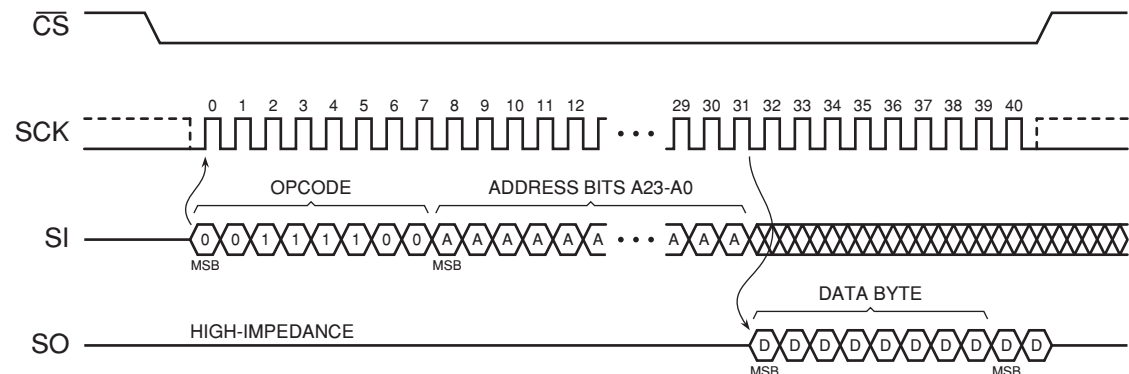 CS
0 1 2 3 4 5 6 7 8 9 10 11 12 29 30 31 32 33 34 35 36 37 38 39 40
SCK
OPCODE ADDRESS BITS A23-A0
SI 0 0 1 1 1 1 0 0 A A A A A A A A A
MSB MSB
DATA BYTE
HIGH-IMPEDANCE
SO D D D D D D D D D D
MSB MSB